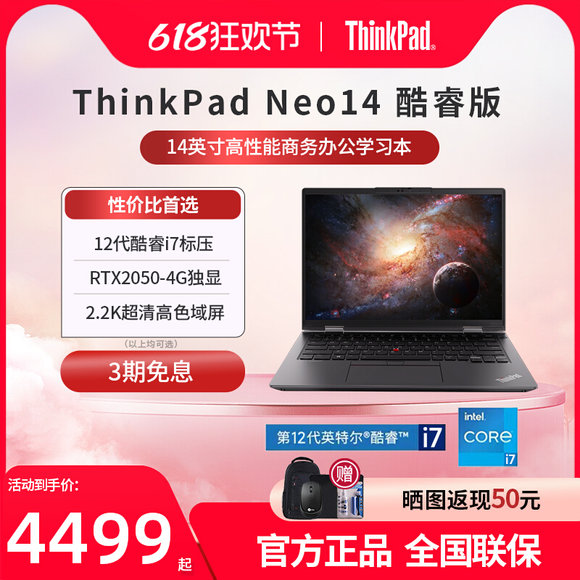 618狂欢节 ThinkPad.
ThinkPad Neo14 酷睿版
14英寸高性能商务办公学习本
性价比首选
12代酷睿i7标压
RTX2050-4G独显
2.2K超清高色域屏
(以上均可选)
3期免息
ThinkPad
第12代英特尔®酷睿™ i7
intel.
CORE
i7
赠
活动到手价:
4499起
晒图返现50元
官方正品 全国联保